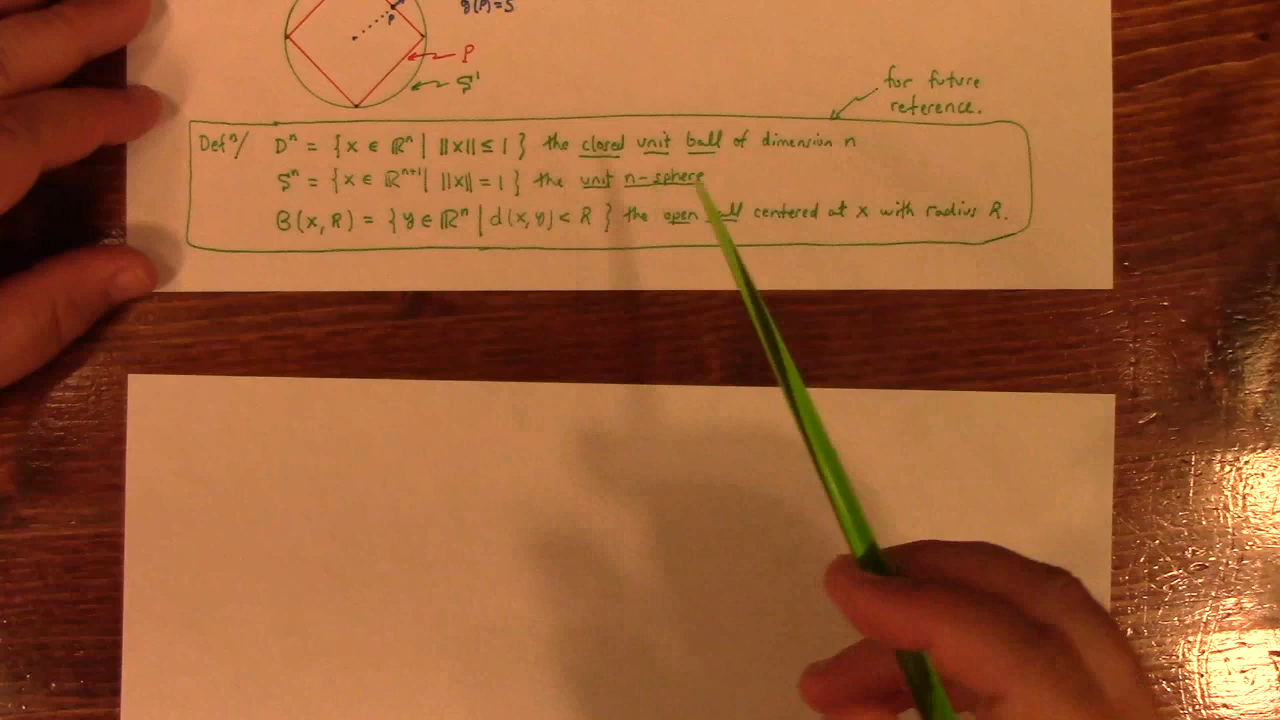 g(p)=s
p
P
S¹
for future
reference.
Defⁿ/ Dⁿ = {x ∈ ℝⁿ | ||x|| ≤ 1} the closed unit ball of dimension n
Sⁿ = {x ∈ ℝⁿ⁺¹ | ||x|| = 1} the unit n-sphere
B(x, R) = {y ∈ ℝⁿ | d(x, y) < R} the open ball centered at x with radius R.